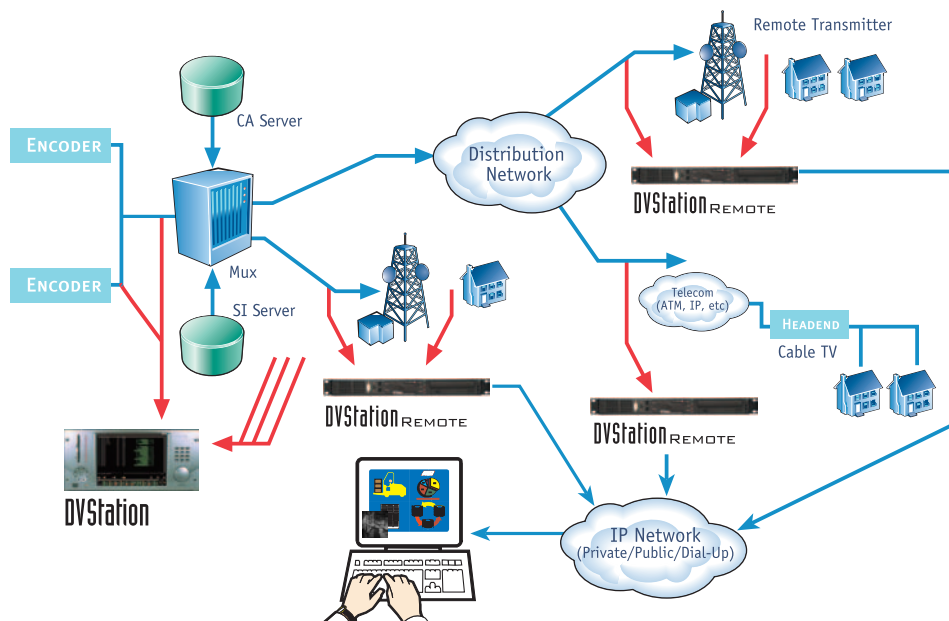 Remote Transmitter
CA Server
ENCODER
Distribution
Network
DVStation REMOTE
Mux
ENCODER
SI Server
Telecom
(ATM, IP, etc)
HEADEND
Cable TV
DVStation REMOTE
DVStation REMOTE
DVStation
IP Network
(Private/Public/Dial-Up)